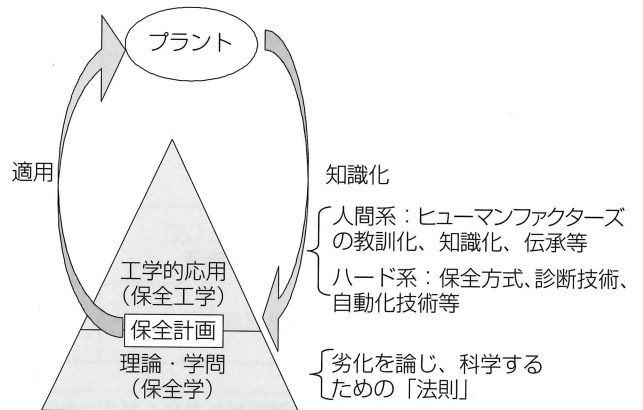 プラント
適用
知識化
人間系：ヒューマンファクターズ
の教訓化、知識化、伝承等
ハード系：保全方式、診断技術、
自動化技術等
工学的応用
（保全工学）
保全計画
理論・学問
（保全学）
劣化を論じ、科学する
ための「法則」